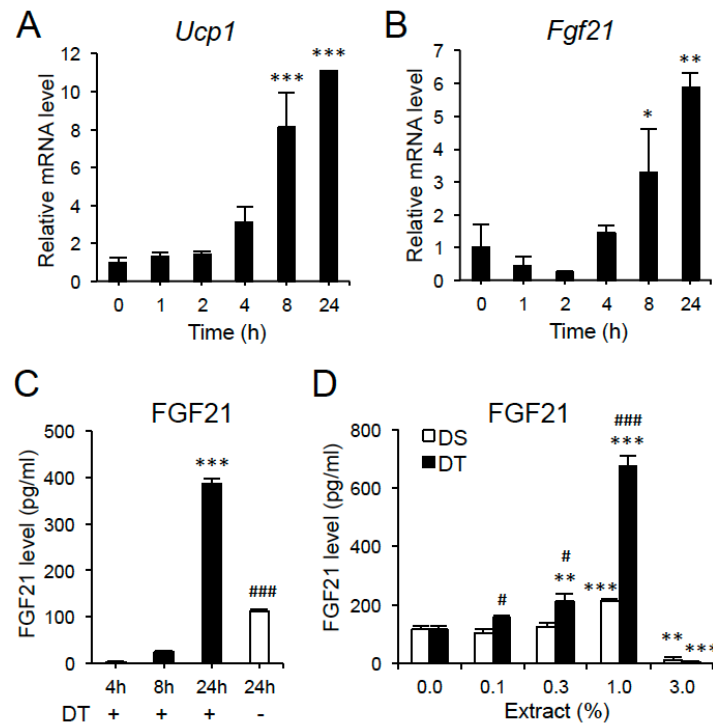 A
Ucp1
Relative mRNA level
12
10
8
6
4
2
0
***
***
0 1 2 4 8 24
Time (h)
B
Fgf21
Relative mRNA level
7
6
5
4
3
2
1
0
*
**
0 1 2 4 8 24
Time (h)
C
FGF21
FGF21 level (pg/ml)
500
400
300
200
100
0
***
###
4h 8h 24h 24h
DT + + + -
D
FGF21
FGF21 level (pg/ml)
800
600
400
200
0
DS
DT
#
#
**
***
###
***
**
***
0.0 0.1 0.3 1.0 3.0
Extract (%)